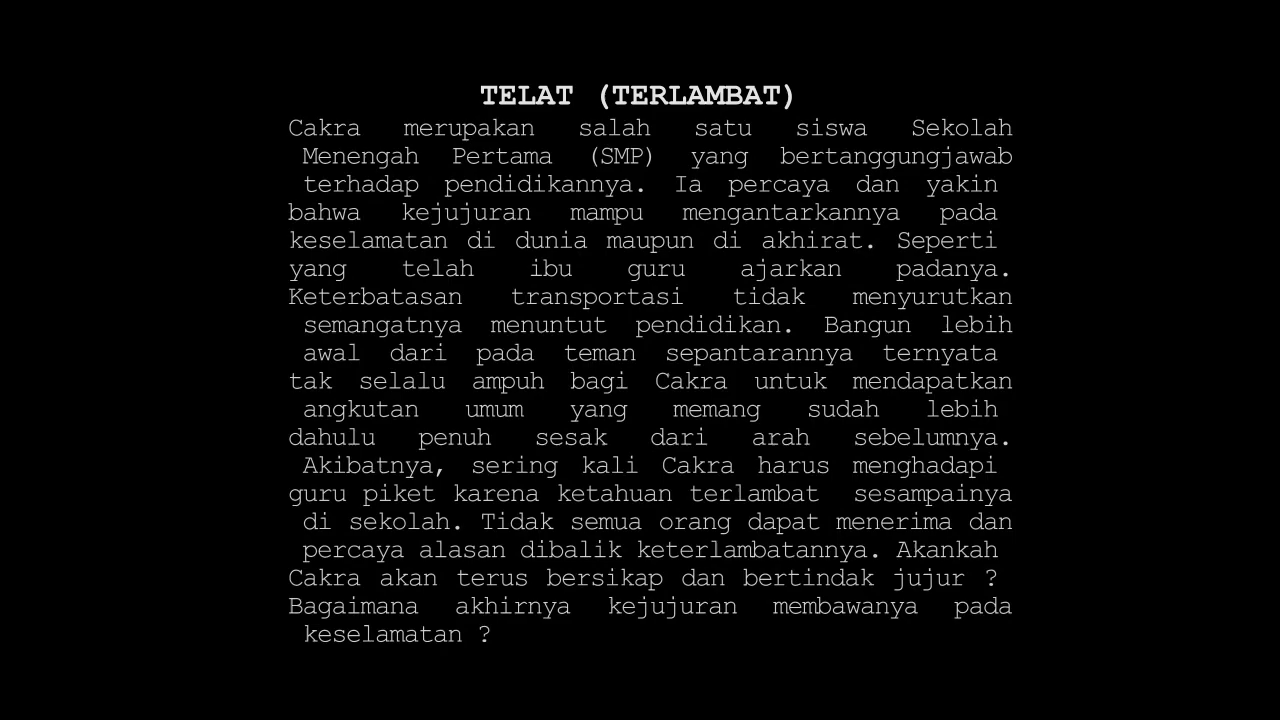 TELAT (TERLAMBAT)
Cakra merupakan salah satu siswa Sekolah
Menengah Pertama (SMP) yang bertanggungjawab
terhadap pendidikannya. Ia percaya dan yakin
bahwa kejujuran mampu mengantarkannya pada
keselamatan di dunia maupun di akhirat. Seperti
yang telah ibu guru ajarkan padanya.
Keterbatasan transportasi tidak menyurutkan
semangatnya menuntut pendidikan. Bangun lebih
awal dari pada teman sepantarannya ternyata
tak selalu ampuh bagi Cakra untuk mendapatkan
angkutan umum yang memang sudah lebih
dahulu penuh sesak dari arah sebelumnya.
Akibatnya, sering kali Cakra harus menghadapi
guru piket karena ketahuan terlambat sesampainya
di sekolah. Tidak semua orang dapat menerima dan
percaya alasan dibalik keterlambatannya. Akankah
Cakra akan terus bersikap dan bertindak jujur ?
Bagaimana akhirnya kejujuran membawanya pada
keselamatan ?